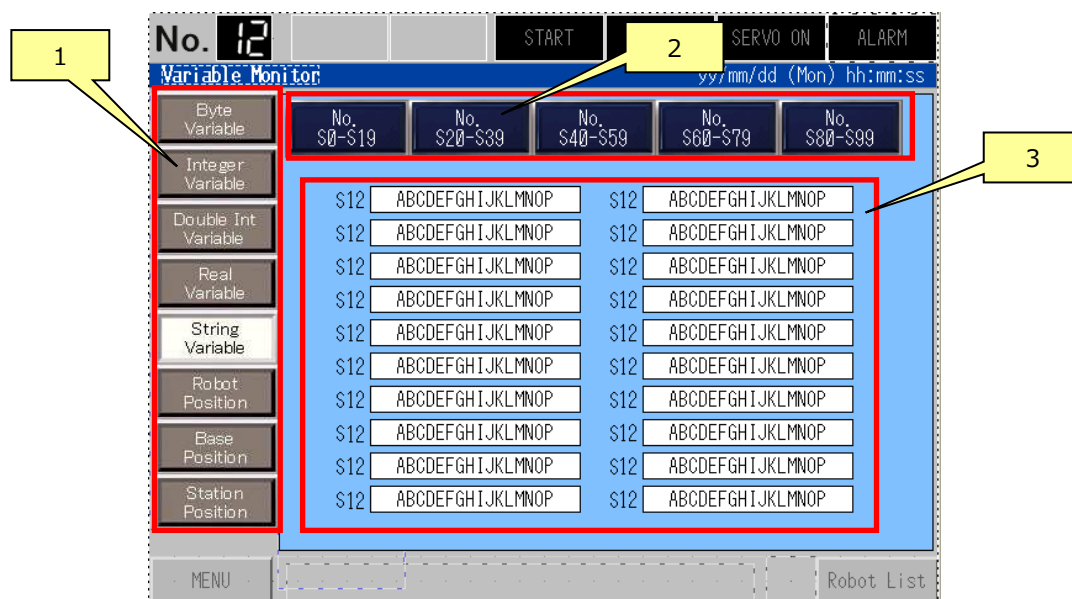 No. 12
START
SERVO ON
ALARM
Variable Monitor
yy/mm/dd (Mon) hh:mm:ss
1
2
3
Byte
Variable
Integer
Variable
Double Int
Variable
Real
Variable
String
Variable
Robot
Position
Base
Position
Station
Position
No.
S0-S19
No.
S20-S39
No.
S40-S59
No.
S60-S79
No.
S80-S99
S12 ABCDEFGHIJKLMNOP S12 ABCDEFGHIJKLMNOP
S12 ABCDEFGHIJKLMNOP S12 ABCDEFGHIJKLMNOP
S12 ABCDEFGHIJKLMNOP S12 ABCDEFGHIJKLMNOP
S12 ABCDEFGHIJKLMNOP S12 ABCDEFGHIJKLMNOP
S12 ABCDEFGHIJKLMNOP S12 ABCDEFGHIJKLMNOP
S12 ABCDEFGHIJKLMNOP S12 ABCDEFGHIJKLMNOP
S12 ABCDEFGHIJKLMNOP S12 ABCDEFGHIJKLMNOP
S12 ABCDEFGHIJKLMNOP S12 ABCDEFGHIJKLMNOP
S12 ABCDEFGHIJKLMNOP S12 ABCDEFGHIJKLMNOP
S12 ABCDEFGHIJKLMNOP S12 ABCDEFGHIJKLMNOP
MENU
Robot List